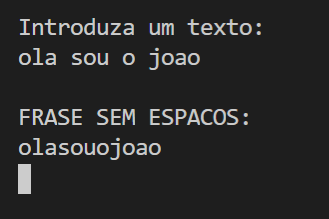 Introduza um texto:
ola sou o joao
FRASE SEM ESPACOS:
olasouojoao